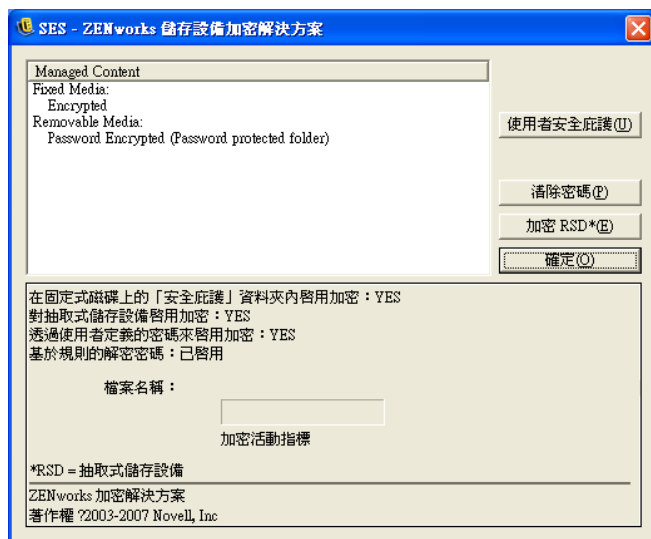 SES - ZENworks 儲存設備加密解決方案
Managed Content
Fixed Media:
Encrypted
Removable Media:
Password Encrypted (Password protected folder)
使用者安全庇護(U)
清除密碼(P)
加密 RSD*(E)
確定(O)
在固定式磁碟上的「安全庇護」資料夾內啓用加密：YES
對抽取式儲存設備啓用加密：YES
透過使用者定義的密碼來啓用加密：YES
基於規則的解密密碼：已啓用
檔案名稱：
加密活動指標
*RSD = 抽取式儲存設備
ZENworks 加密解決方案
著作權 ?2003-2007 Novell, Inc